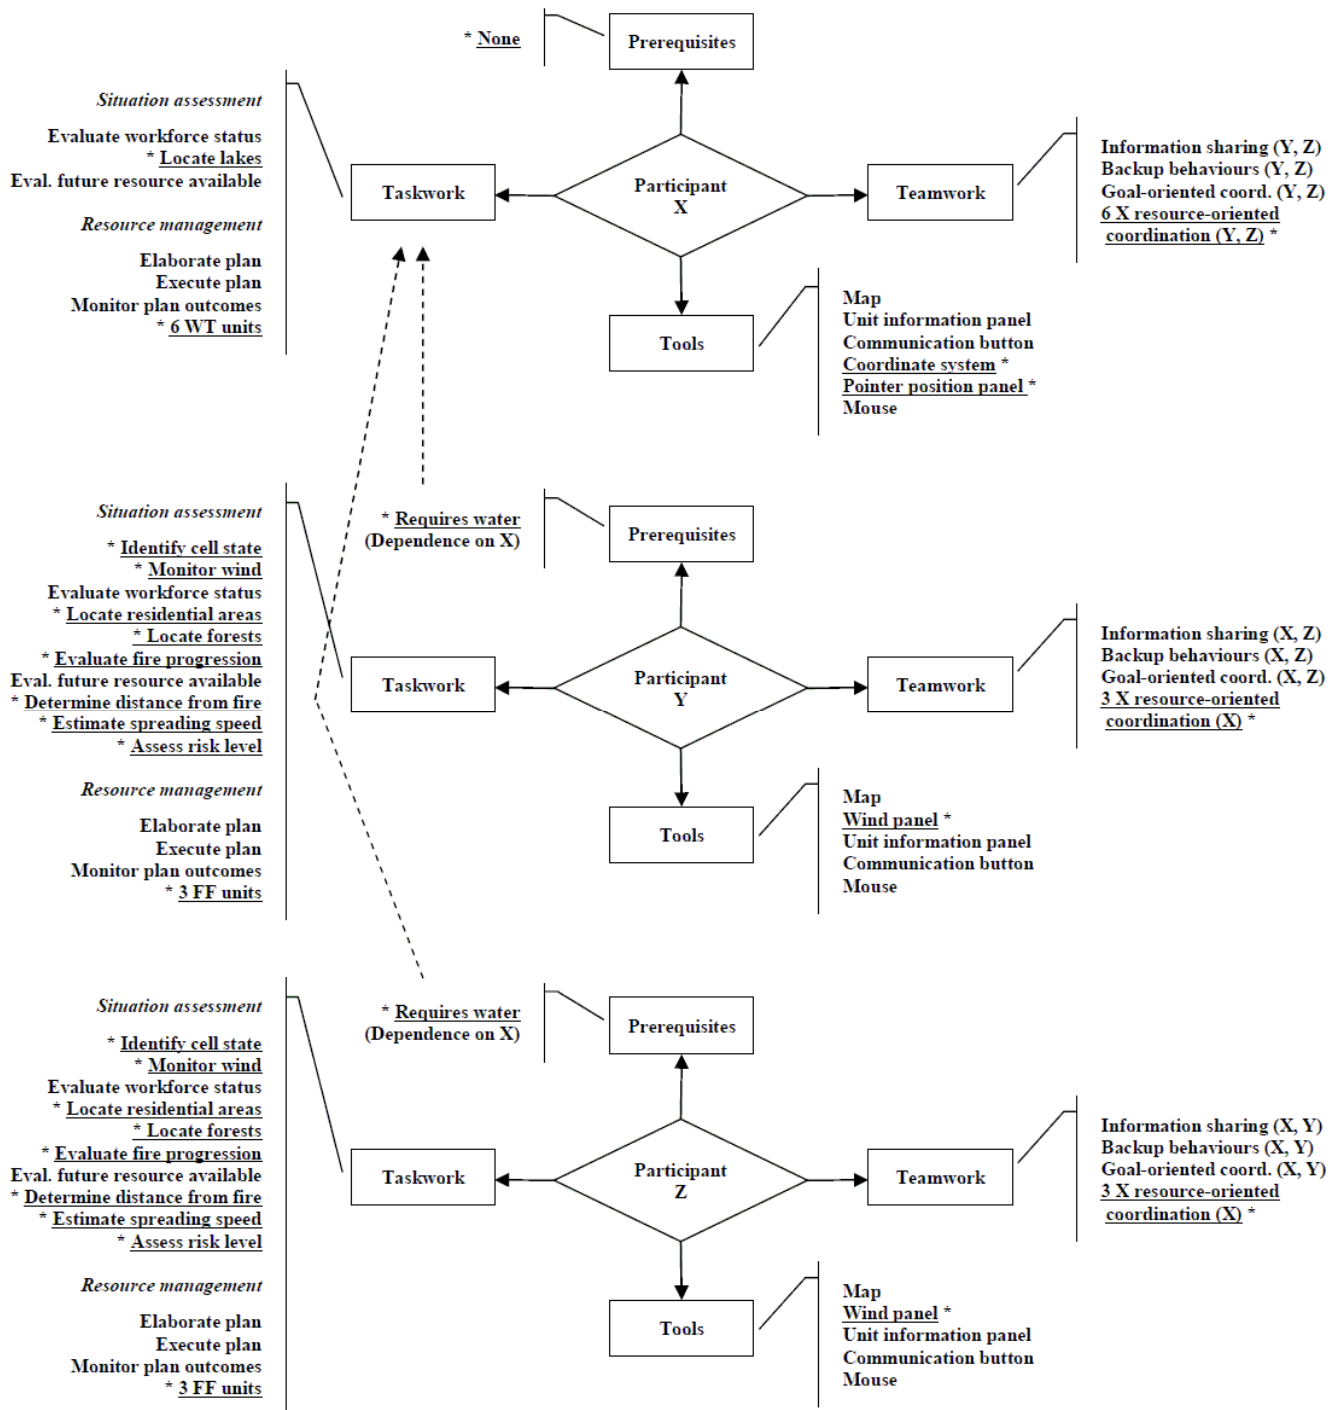 * None
Prerequisites
Situation assessment
Evaluate workforce status
* Locate lakes
Eval. future resource available
Resource management
Elaborate plan
Execute plan
Monitor plan outcomes
* 6 WT units
Taskwork
Participant
X
Teamwork
Information sharing (Y, Z)
Backup behaviours (Y, Z)
Goal-oriented coord. (Y, Z)
6 X resource-oriented
coordination (Y, Z) *
Tools
Map
Unit information panel
Communication button
Coordinate system *
Pointer position panel *
Mouse
* Requires water
(Dependence on X)
Prerequisites
Situation assessment
* Identify cell state
* Monitor wind
Evaluate workforce status
* Locate residential areas
* Locate forests
* Evaluate fire progression
Eval. future resource available
* Determine distance from fire
* Estimate spreading speed
* Assess risk level
Resource management
Elaborate plan
Execute plan
Monitor plan outcomes
* 3 FF units
Taskwork
Participant
Y
Teamwork
Information sharing (X, Z)
Backup behaviours (X, Z)
Goal-oriented coord. (X, Z)
3 X resource-oriented
coordination (X) *
Tools
Map
Wind panel *
Unit information panel
Communication button
Mouse
* Requires water
(Dependence on X)
Prerequisites
Situation assessment
* Identify cell state
* Monitor wind
Evaluate workforce status
* Locate residential areas
* Locate forests
* Evaluate fire progression
Eval. future resource available
* Determine distance from fire
* Estimate spreading speed
* Assess risk level
Resource management
Elaborate plan
Execute plan
Monitor plan outcomes
* 3 FF units
Taskwork
Participant
Z
Teamwork
Information sharing (X, Y)
Backup behaviours (X, Y)
Goal-oriented coord. (X, Y)
3 X resource-oriented
coordination (X) *
Tools
Map
Wind panel *
Unit information panel
Communication button
Mouse